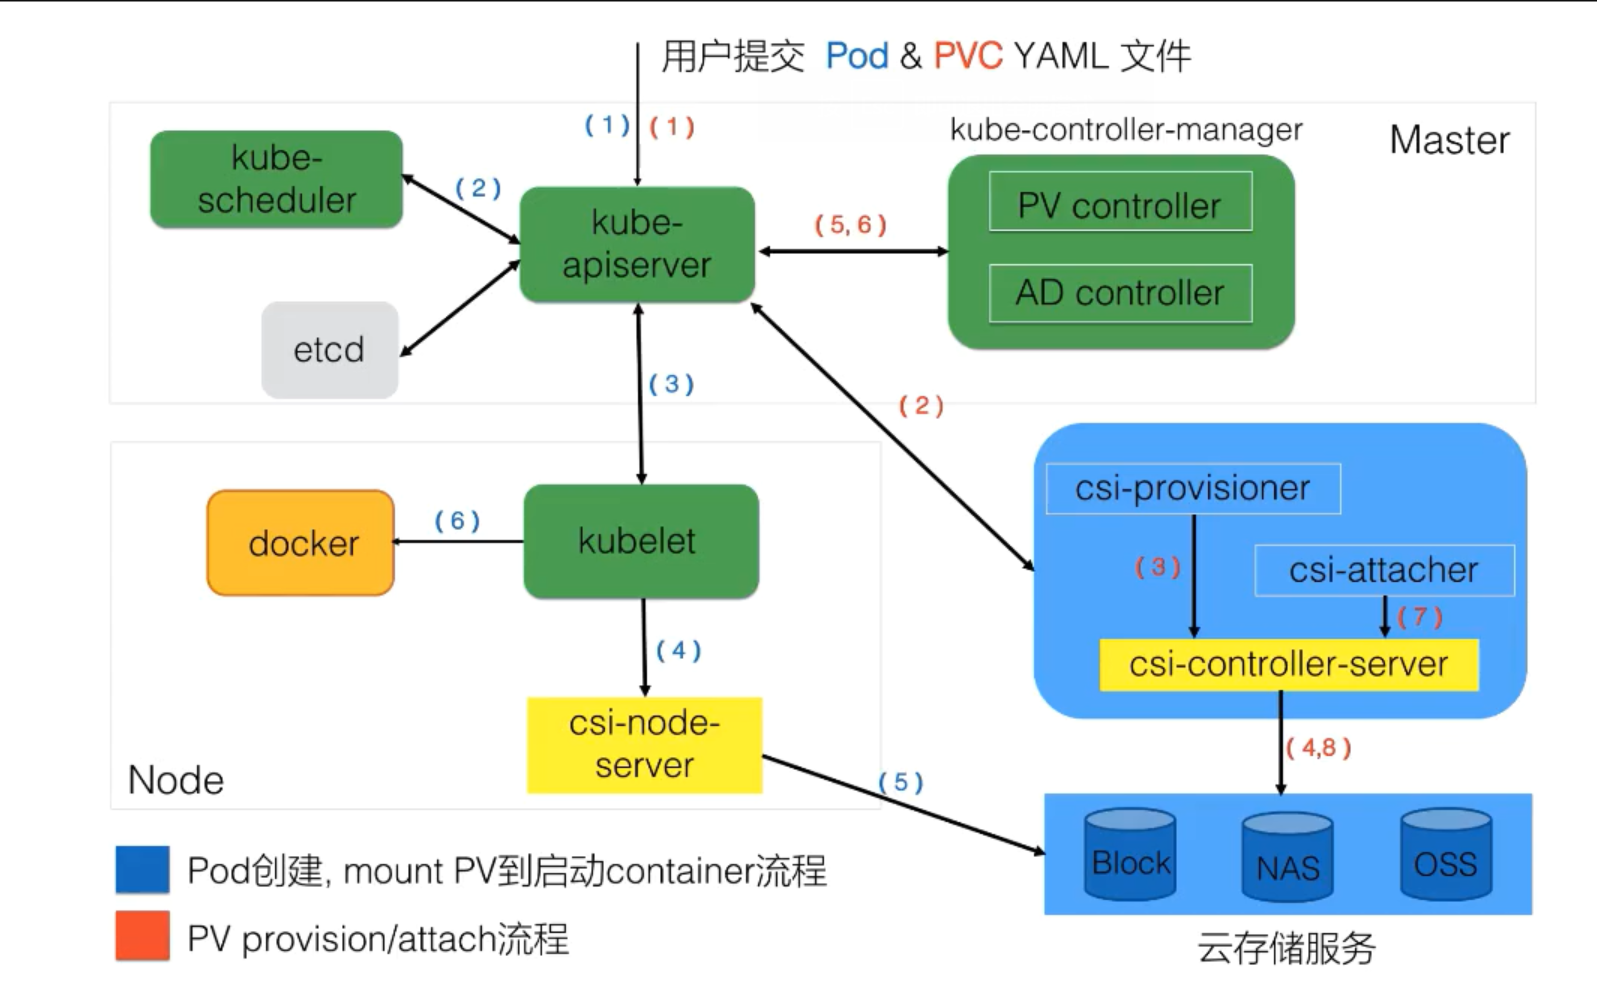 用户提交 Pod & PVC YAML 文件
( 1 ) ( 1 )
kube-controller-manager
Master
kube-
scheduler
( 2 )
kube-
apiserver
( 5, 6 )
PV controller
AD controller
etcd
( 3 )
( 2 )
docker
( 6 )
kubelet
( 4 )
csi-node-
server
Node
( 5 )
csi-provisioner
( 3 )
csi-attacher
( 7 )
csi-controller-server
( 4,8 )
Block
NAS
OSS
云存储服务
Pod创建, mount PV到启动container流程
PV provision/attach流程